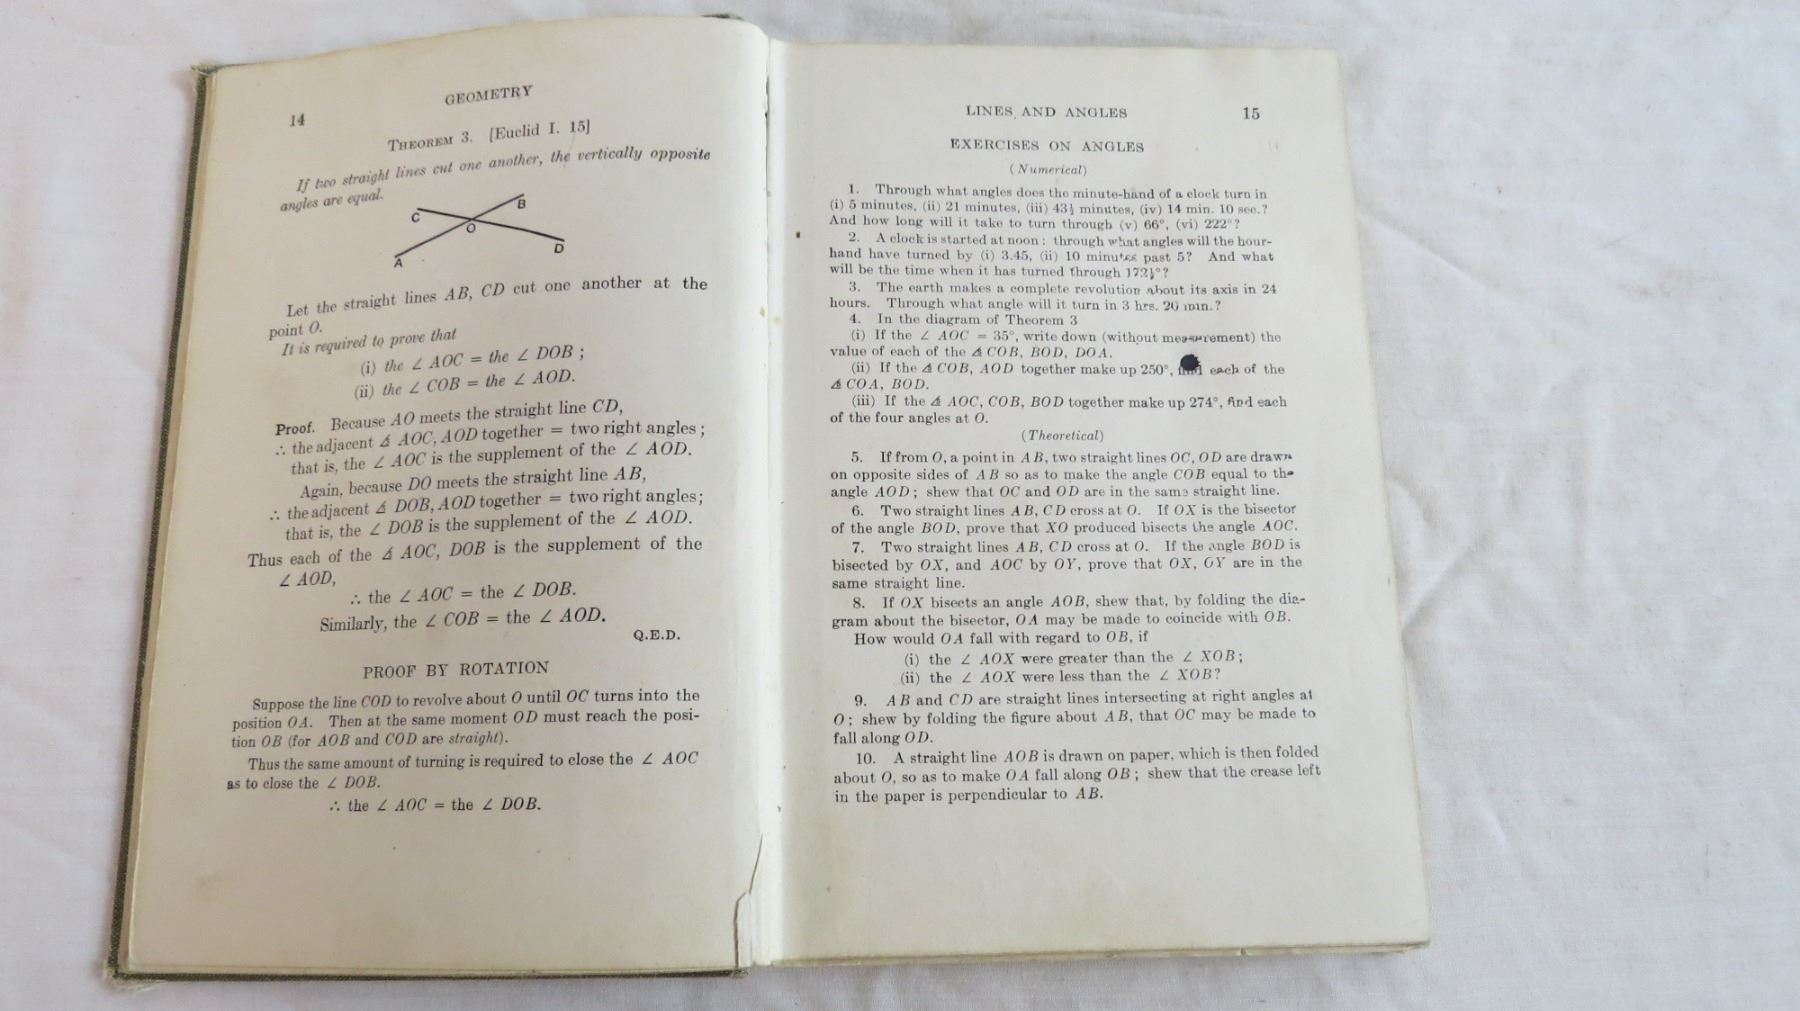 GEOMETRY
14
THEOREM 3. [Euclid I. 15]
If two straight lines cut one another, the vertically opposite
angles are equal.
C
B
O
D
A
Let the straight lines AB, CD cut one another at the
point O.
It is required to prove that
(i) the ∠ AOC = the ∠ DOB ;
(ii) the ∠ COB = the ∠ AOD.
Proof. Because AO meets the straight line CD,
∴ the adjacent ∡ AOC, AOD together = two right angles ;
that is, the ∠ AOC is the supplement of the ∠ AOD.
Again, because DO meets the straight line AB,
∴ the adjacent ∡ DOB, AOD together = two right angles;
that is, the ∠ DOB is the supplement of the ∠ AOD.
Thus each of the ∡ AOC, DOB is the supplement of the
∠ AOD,
∴ the ∠ AOC = the ∠ DOB.
Similarly, the ∠ COB = the ∠ AOD.
Q.E.D.
PROOF BY ROTATION
Suppose the line COD to revolve about O until OC turns into the
position OA. Then at the same moment OD must reach the posi-
tion OB (for AOB and COD are straight).
Thus the same amount of turning is required to close the ∠ AOC
as to close the ∠ DOB.
∴ the ∠ AOC = the ∠ DOB.
LINES AND ANGLES 15
EXERCISES ON ANGLES
(Numerical)
1. Through what angles does the minute-hand of a clock turn in
(i) 5 minutes, (ii) 21 minutes, (iii) 43½ minutes, (iv) 14 min. 10 sec.?
And how long will it take to turn through (v) 66°, (vi) 222°?
2. A clock is started at noon : through what angles will the hour-
hand have turned by (i) 3.45, (ii) 10 minutes past 5? And what
will be the time when it has turned through 172½°?
3. The earth makes a complete revolution about its axis in 24
hours. Through what angle will it turn in 3 hrs. 20 min.?
4. In the diagram of Theorem 3
(i) If the ∠ AOC = 35°, write down (without measurement) the
value of each of the ∡ COB, BOD, DOA.
(ii) If the ∡ COB, AOD together make up 250°, find each of the
∡ COA, BOD.
(iii) If the ∡ AOC, COB, BOD together make up 274°, find each
of the four angles at O.
(Theoretical)
5. If from O, a point in AB, two straight lines OC, OD are drawn
on opposite sides of AB so as to make the angle COB equal to the
angle AOD ; shew that OC and OD are in the same straight line.
6. Two straight lines AB, CD cross at O. If OX is the bisector
of the angle BOD, prove that XO produced bisects the angle AOC.
7. Two straight lines AB, CD cross at O. If the angle BOD is
bisected by OX, and AOC by OY, prove that OX, OY are in the
same straight line.
8. If OX bisects an angle AOB, shew that, by folding the dia-
gram about the bisector, OA may be made to coincide with OB.
How would OA fall with regard to OB, if
(i) the ∠ AOX were greater than the ∠ XOB ;
(ii) the ∠ AOX were less than the ∠ XOB?
9. AB and CD are straight lines intersecting at right angles at
O ; shew by folding the figure about AB, that OC may be made to
fall along OD.
10. A straight line AOB is drawn on paper, which is then folded
about O, so as to make OA fall along OB ; shew that the crease left
in the paper is perpendicular to AB.